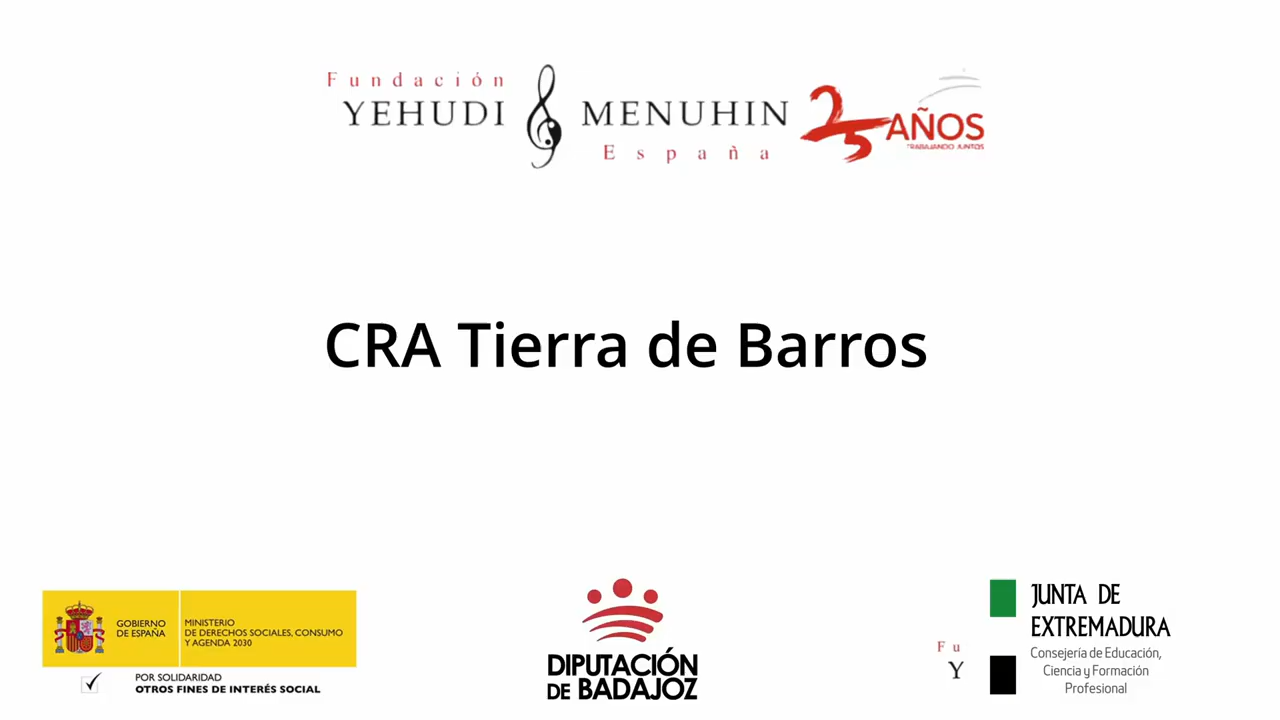 Fundación
YEHUDI MENUHIN
España
25 AÑOS
TRABAJANDO JUNTOS
CRA Tierra de Barros
GOBIERNO
DE ESPAÑA
MINISTERIO
DE DERECHOS SOCIALES, CONSUMO
Y AGENDA 2030
POR SOLIDARIDAD
OTROS FINES DE INTERÉS SOCIAL
DIPUTACIÓN
DE BADAJOZ
Fu
Y
JUNTA DE
EXTREMADURA
Consejería de Educación,
Ciencia y Formación
Profesional